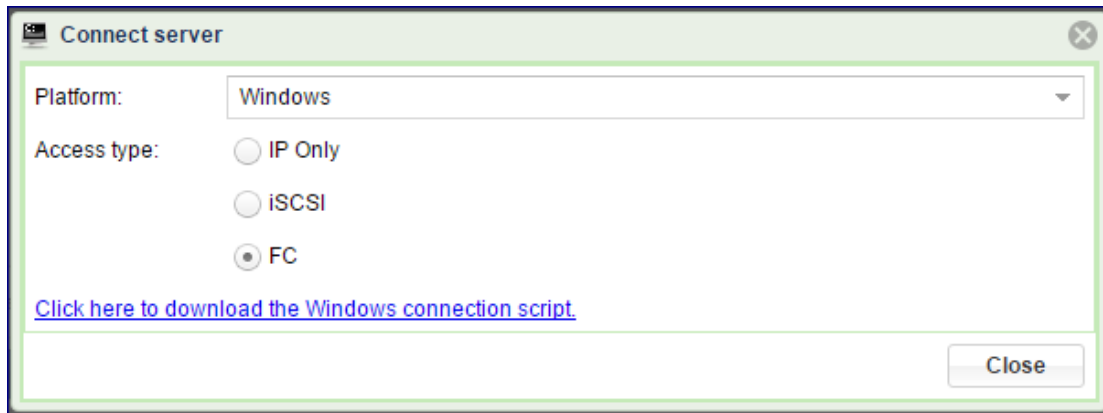 Connect server
Platform: Windows
Access type: IP Only
iSCSI
FC
Click here to download the Windows connection script.
Close